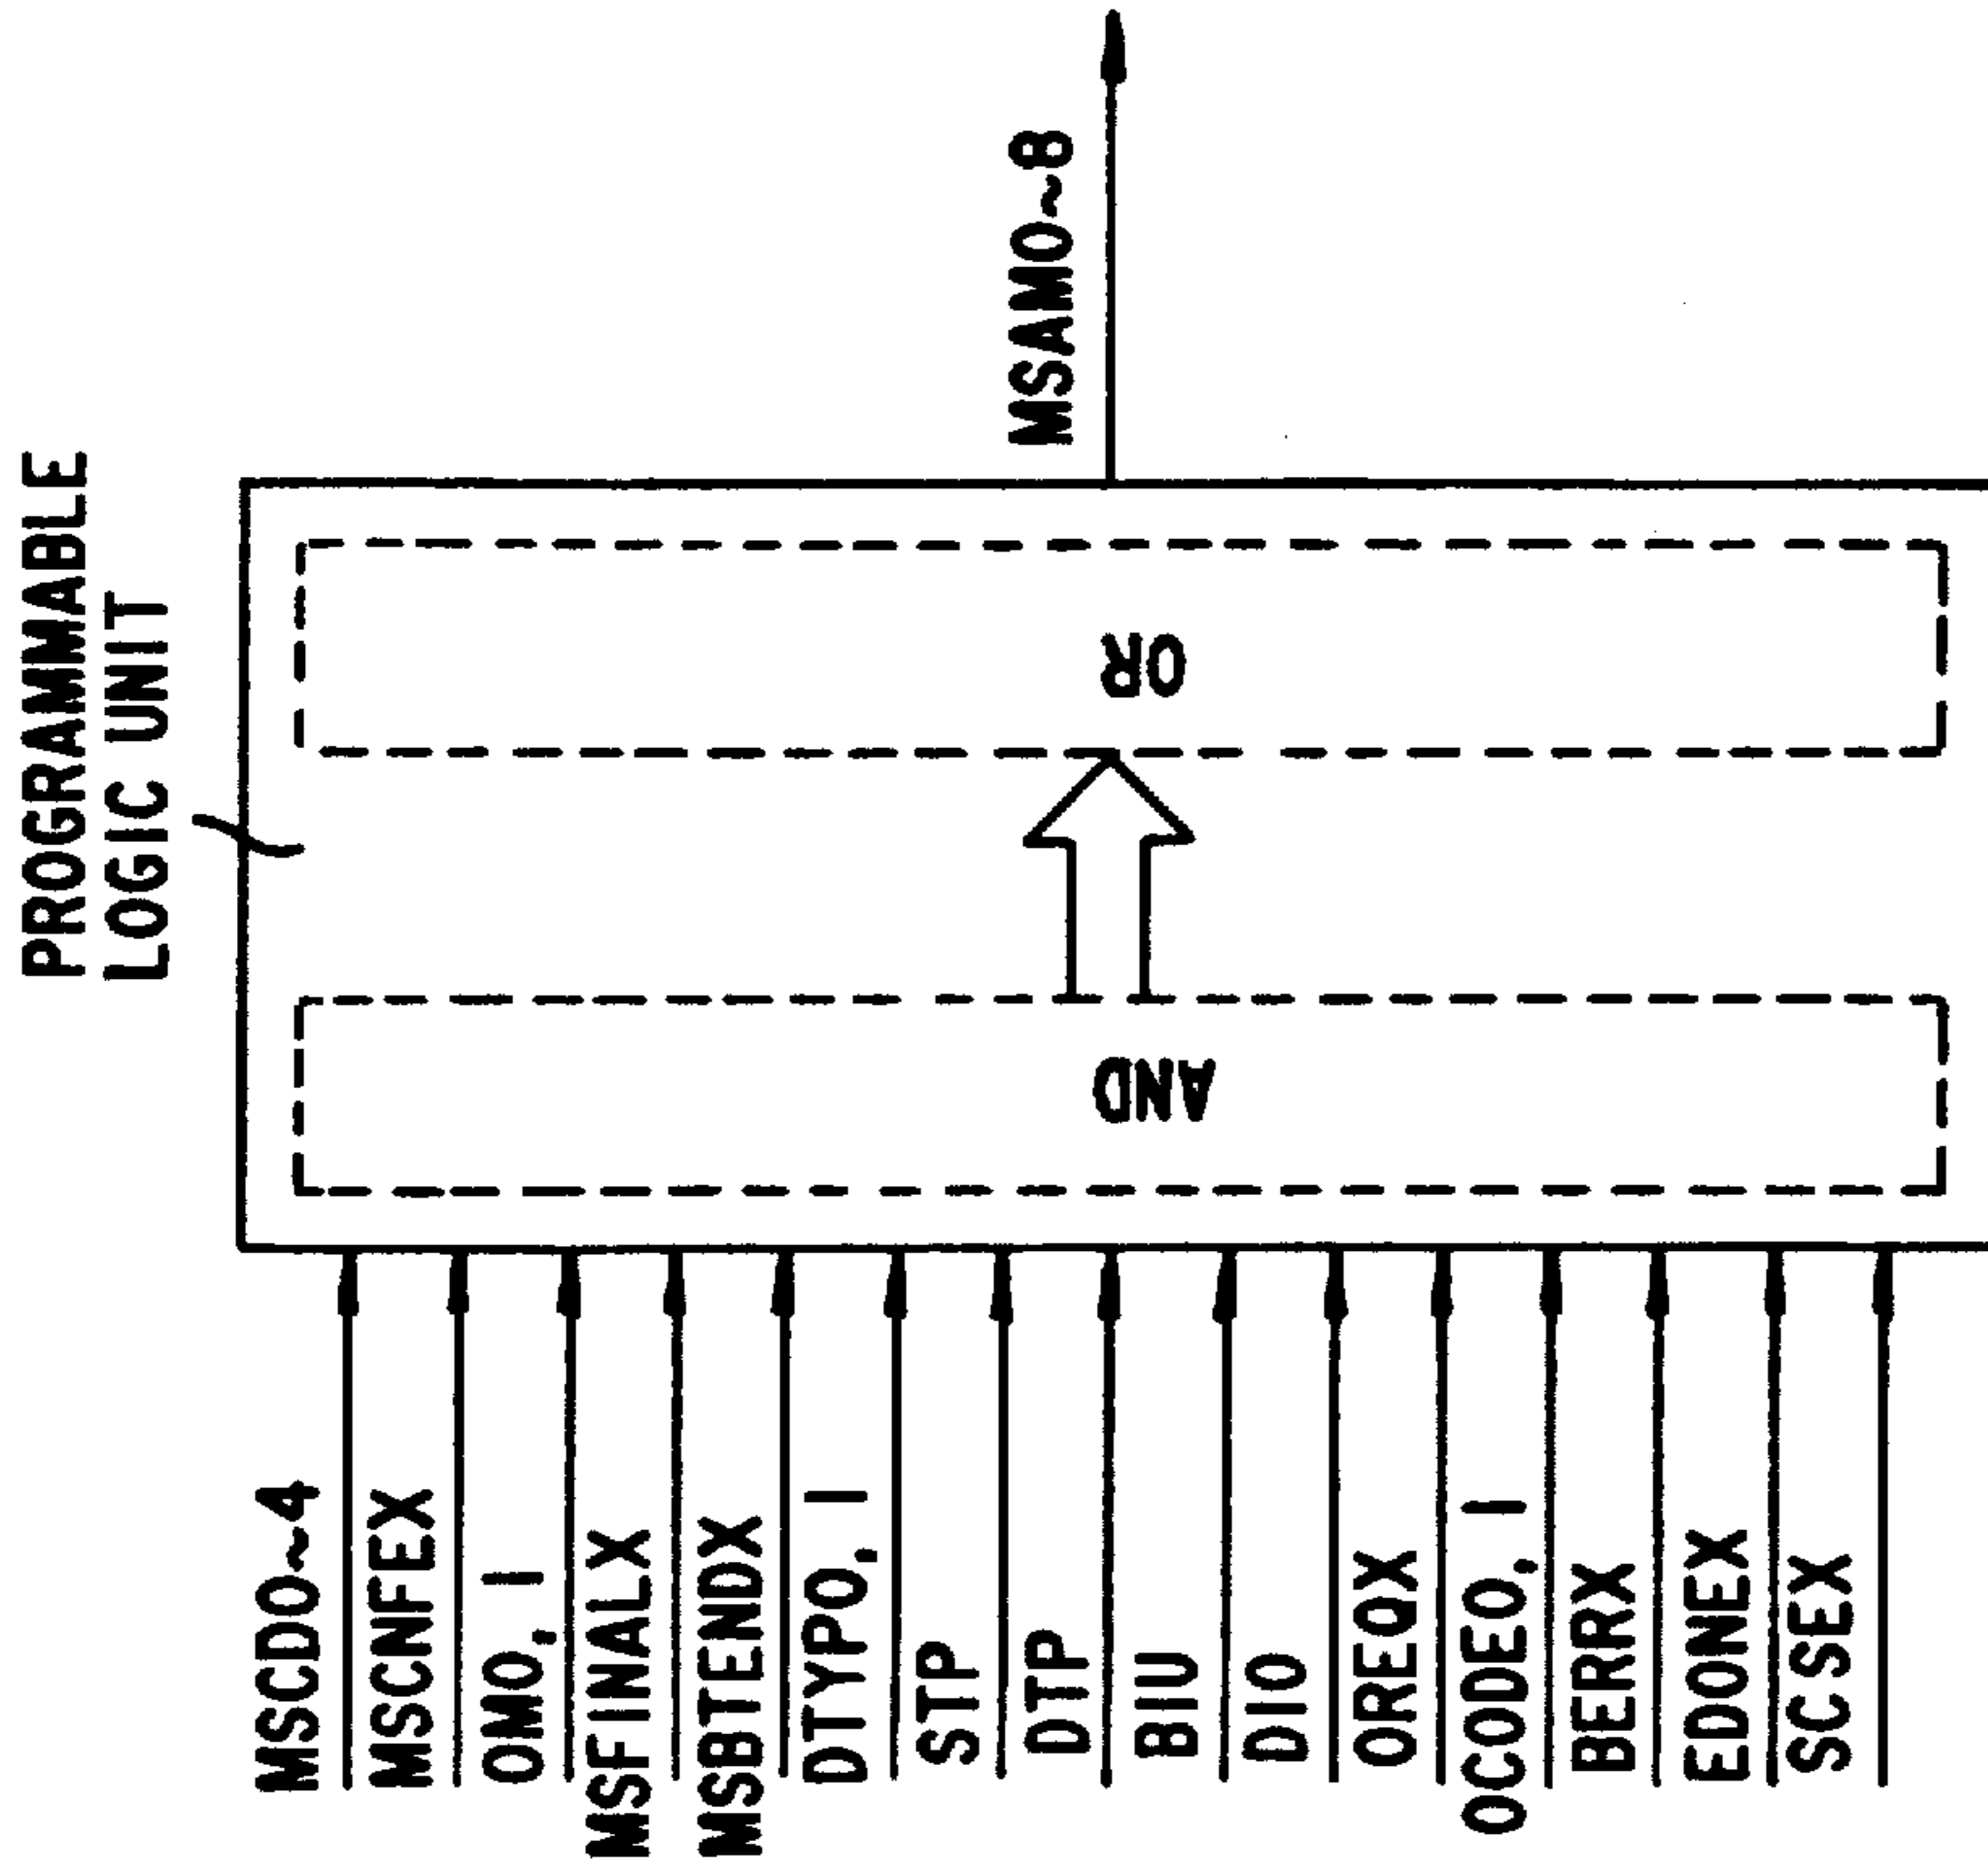 PROGRAMMABLE
LOGIC UNIT
MSCD0~4
MSCNFEX
OM0, 1
MSFINALX
MSBTENDX
DTYP0, 1
STP
DTP
BIU
DIO
OREQX
OCODE0, 1
BERRX
EDONEX
SCSEX
AND
OR
MSAM0~8